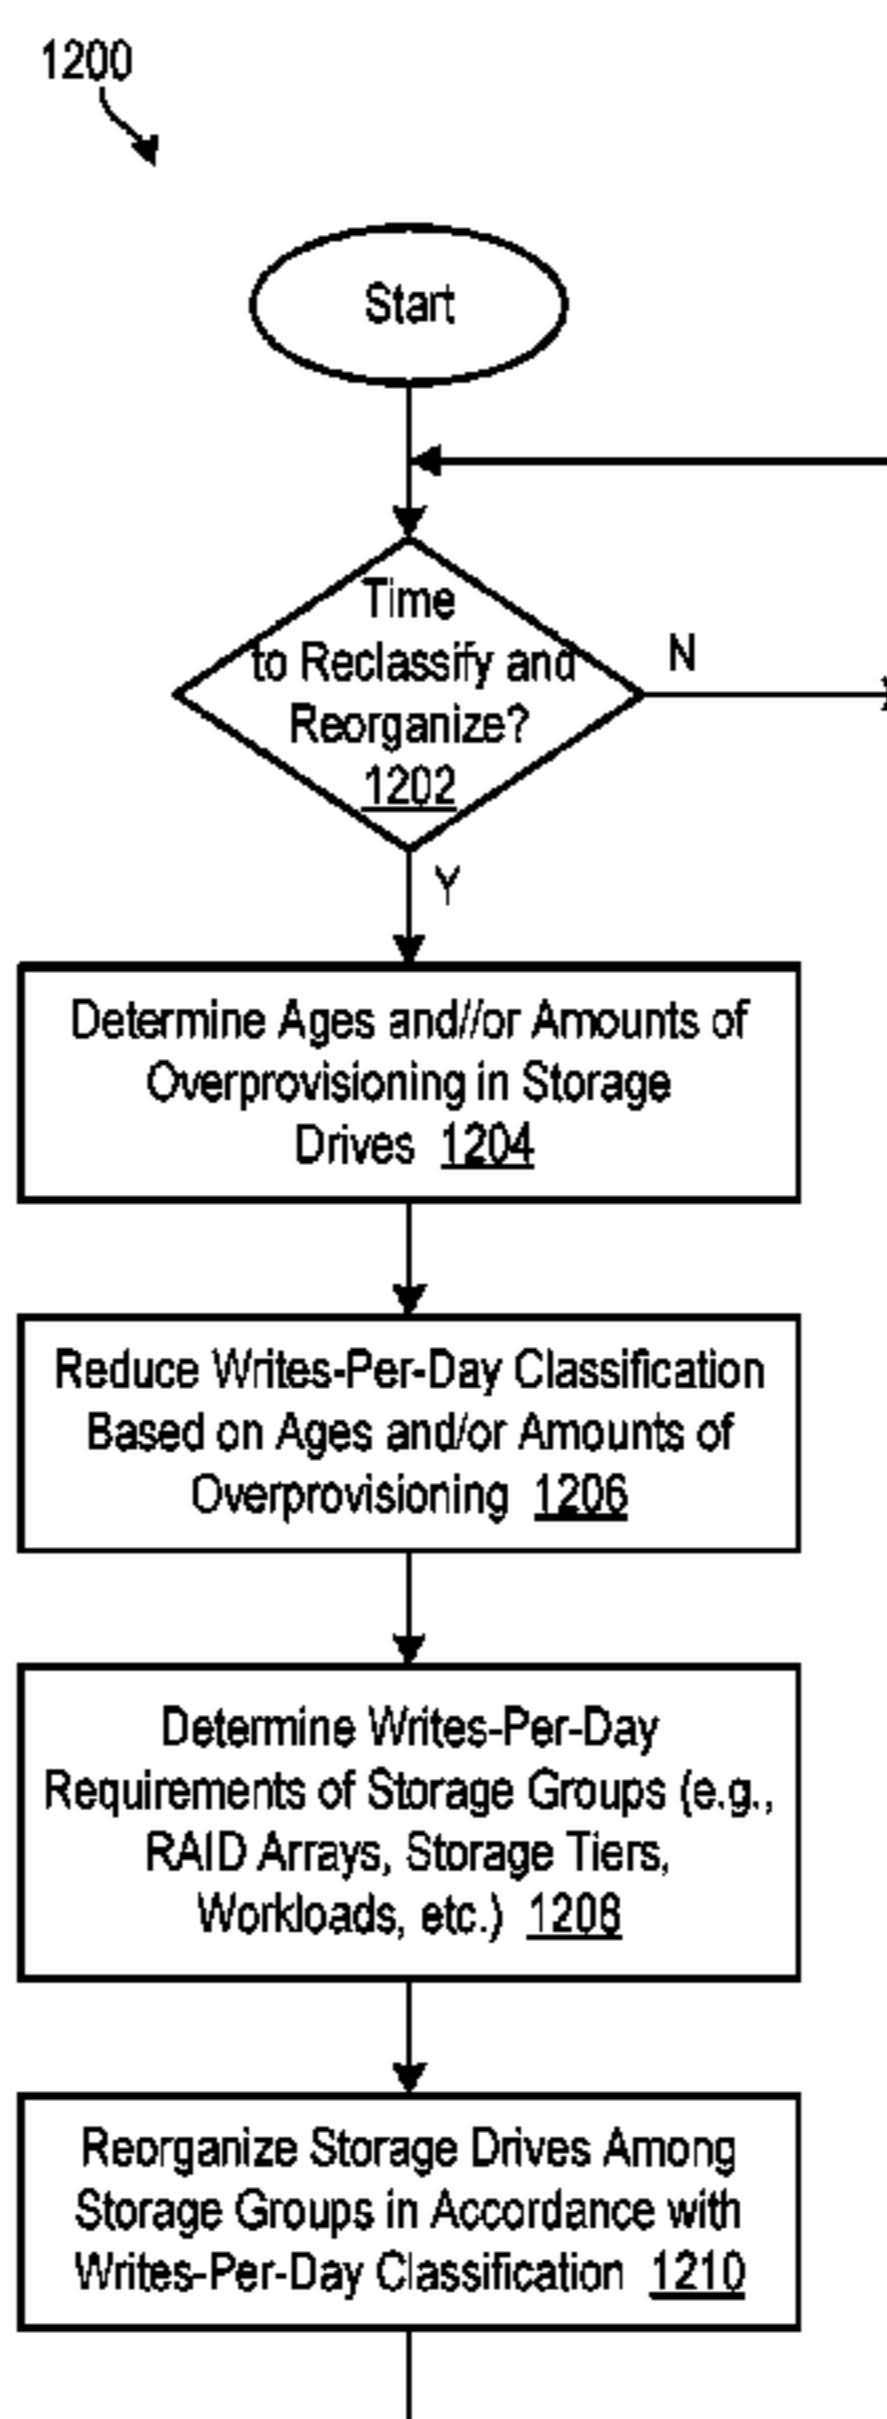 1200
Start
Time
to Reclassify and
Reorganize?
1202
N
Y
Determine Ages and//or Amounts of
Overprovisioning in Storage
Drives 1204
Reduce Writes-Per-Day Classification
Based on Ages and/or Amounts of
Overprovisioning 1206
Determine Writes-Per-Day
Requirements of Storage Groups (e.g.,
RAID Arrays, Storage Tiers,
Workloads, etc.) 1208
Reorganize Storage Drives Among
Storage Groups in Accordance with
Writes-Per-Day Classification 1210